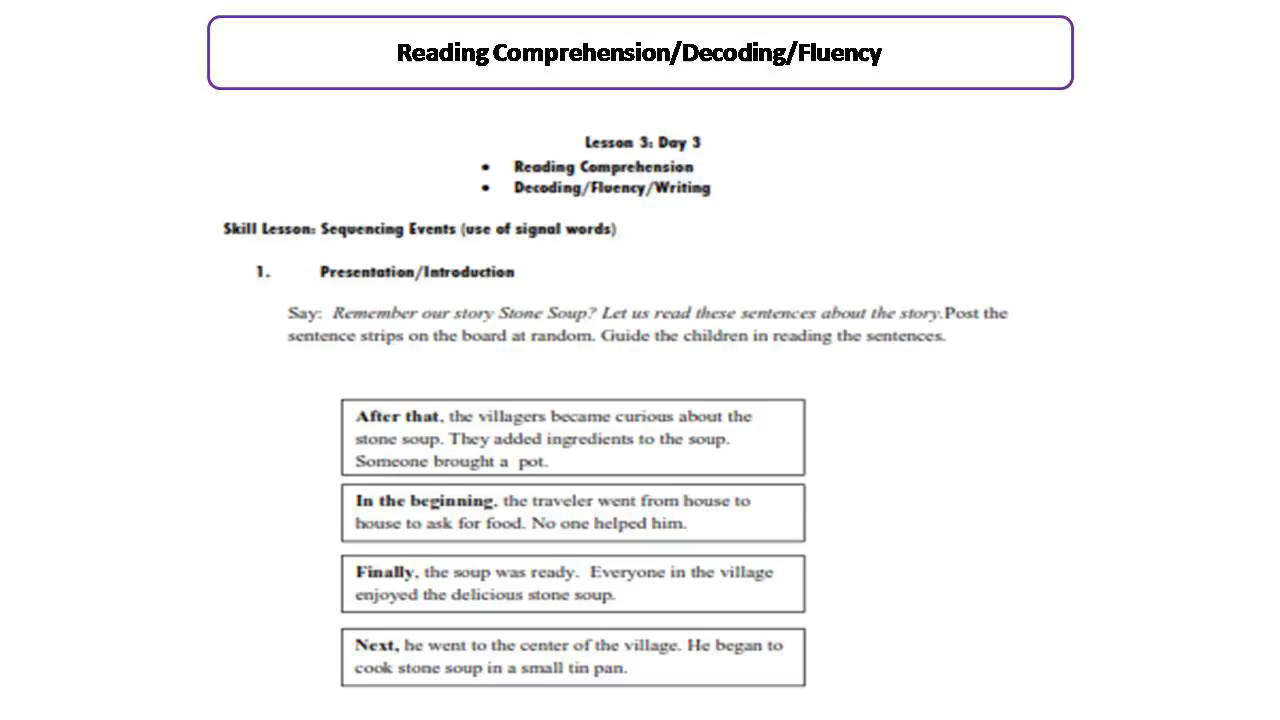 Reading Comprehension/Decoding/Fluency
Lesson 3: Day 3
• Reading Comprehension
• Decoding/Fluency/Writing
Skill Lesson: Sequencing Events (use of signal words)
1. Presentation/Introduction
Say: Remember our story Stone Soup? Let us read these sentences about the story.Post the
sentence strips on the board at random. Guide the children in reading the sentences.
After that, the villagers became curious about the
stone soup. They added ingredients to the soup.
Someone brought a pot.
In the beginning, the traveler went from house to
house to ask for food. No one helped him.
Finally, the soup was ready. Everyone in the village
enjoyed the delicious stone soup.
Next, he went to the center of the village. He began to
cook stone soup in a small tin pan.